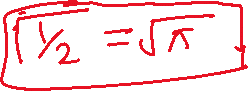 Γ1/2 = √π